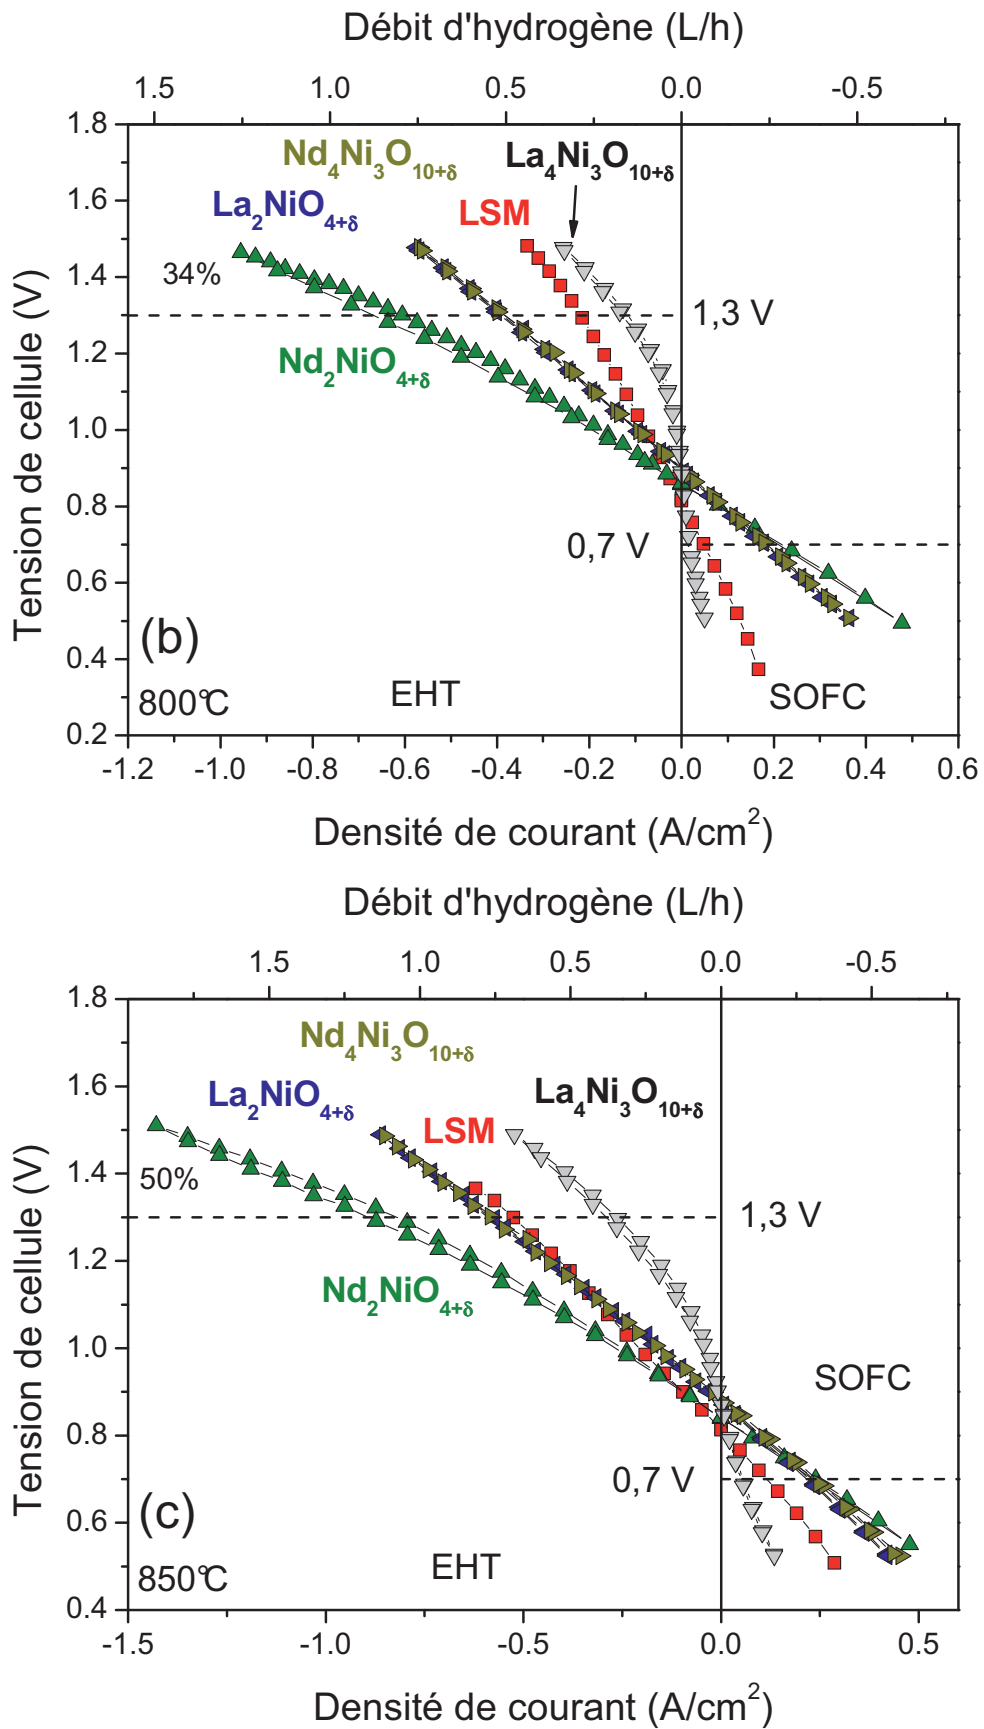 Débit d'hydrogène (L/h)
1.5 1.0 0.5 0.0 -0.5
1.8
Nd₄Ni₃O₁₀₊δ
La₄Ni₃O₁₀₊δ
1.6
La₂NiO₄₊δ
LSM
1.4
34%
1,3 V
1.2
Nd₂NiO₄₊δ
1.0
0.8
0,7 V
0.6
(b)
0.4
800°C
EHT
SOFC
0.2
-1.2 -1.0 -0.8 -0.6 -0.4 -0.2 0.0 0.2 0.4 0.6
Tension de cellule (V)
Densité de courant (A/cm²)
Débit d'hydrogène (L/h)
1.5 1.0 0.5 0.0 -0.5
1.8
Nd₄Ni₃O₁₀₊δ
1.6
La₂NiO₄₊δ
La₄Ni₃O₁₀₊δ
LSM
1.4
50%
1,3 V
1.2
Nd₂NiO₄₊δ
1.0
SOFC
0.8
0,7 V
0.6
(c)
850°C
EHT
0.4
-1.5 -1.0 -0.5 0.0 0.5
Tension de cellule (V)
Densité de courant (A/cm²)